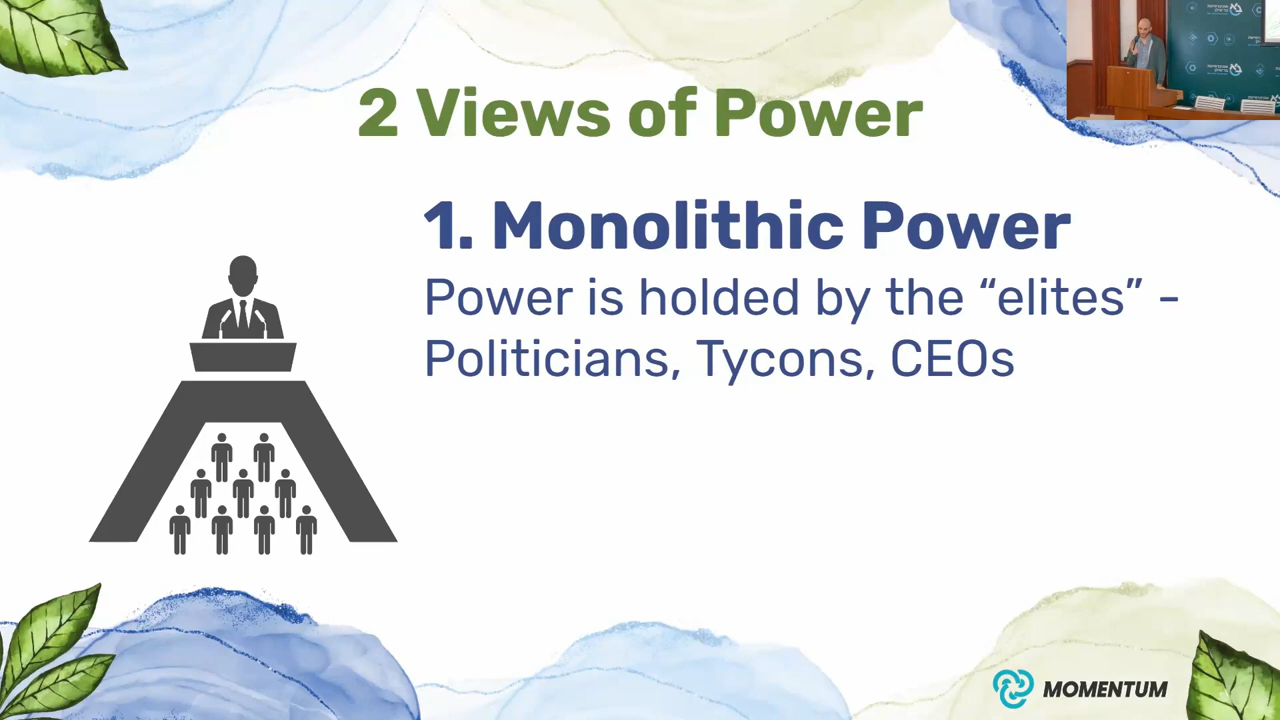 2 Views of Power
1. Monolithic Power
Power is holded by the “elites” -
Politicians, Tycons, CEOs
MOMENTUM